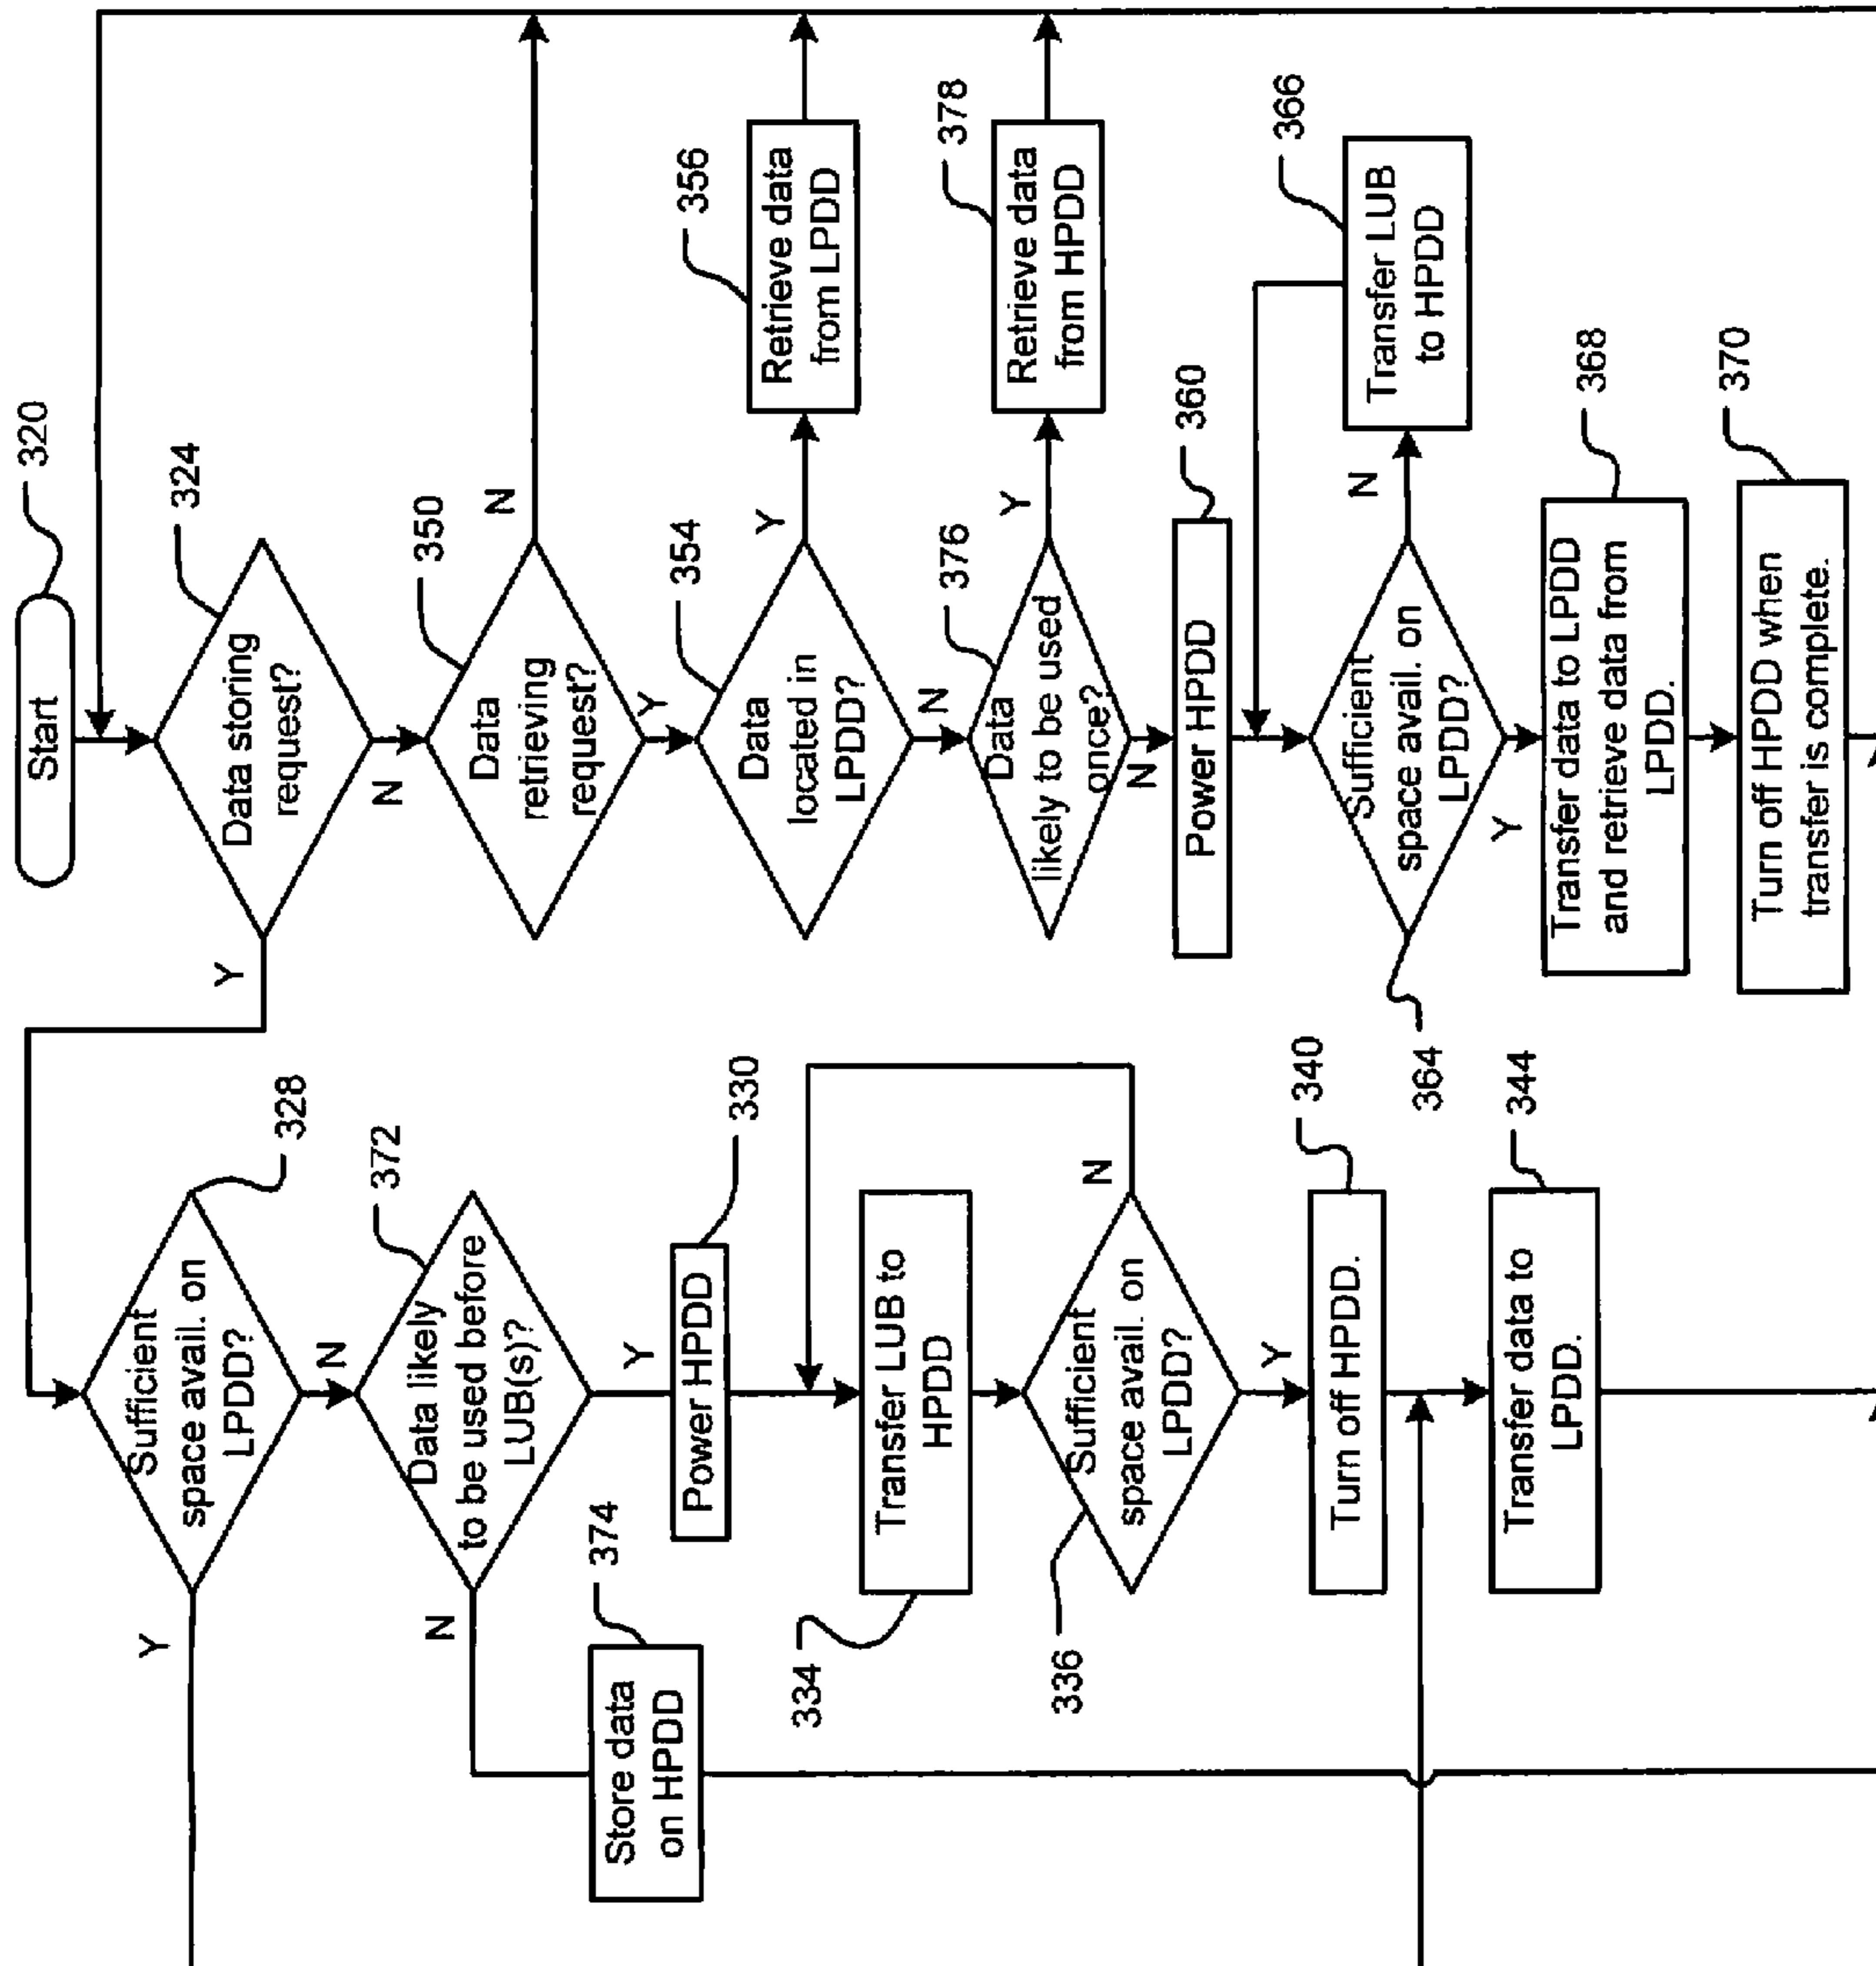 Start
320
Data storing
request?
324
Y
N
Data
retrieving
request?
350
N
Y
Data
located in
LPDD?
354
Y
N
Retrieve data
from LPDD
356
Data
likely to be used
once?
376
Y
N
Retrieve data
from HPDD
378
Power HPDD
360
Sufficient
space avail. on
LPDD?
364
N
Y
Transfer LUB
to HPDD
366
Transfer data to LPDD
and retrieve data from
LPDD.
368
Turn off HPDD when
transfer is complete.
370
Sufficient
space avail. on
LPDD?
328
Y
N
Data likely
to be used before
LUB(s)?
372
N
Y
Store data
on HPDD
374
Power HPDD
330
Transfer LUB to
HPDD
334
Sufficient
space avail. on
LPDD?
336
N
Y
Turn off HPDD.
340
Transfer data to
LPDD.
344